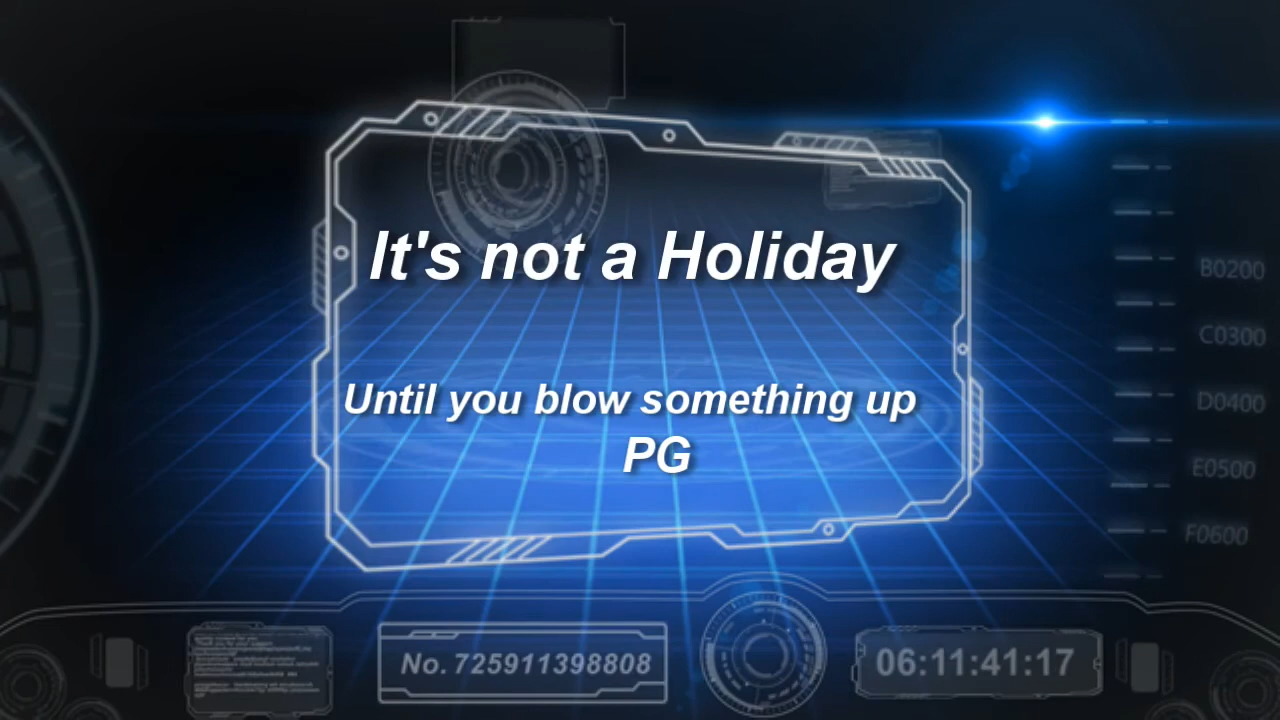 It's not a Holiday
Until you blow something up
PG
B0200
C0300
D0400
E0500
F0600
No. 725911398808
06:11:41:17